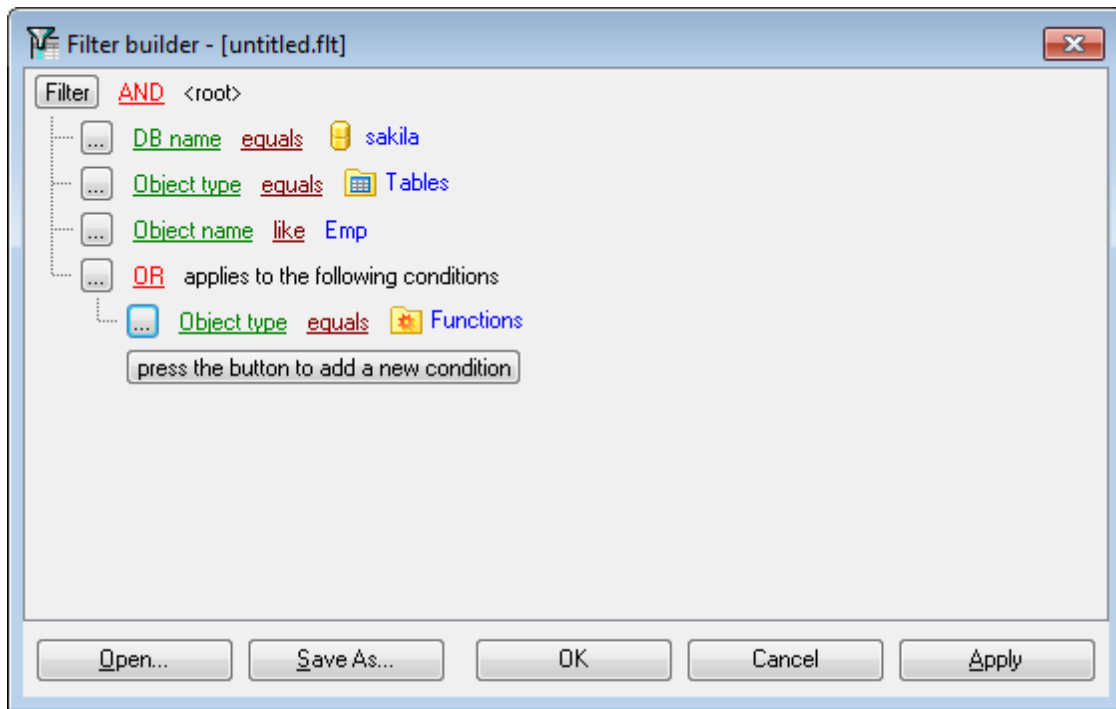 Filter builder - [untitled.flt]
Filter AND <root>
... DB name equals sakila
... Object type equals Tables
... Object name like Emp
... OR applies to the following conditions
... Object type equals Functions
press the button to add a new condition
Open... Save As... OK Cancel Apply